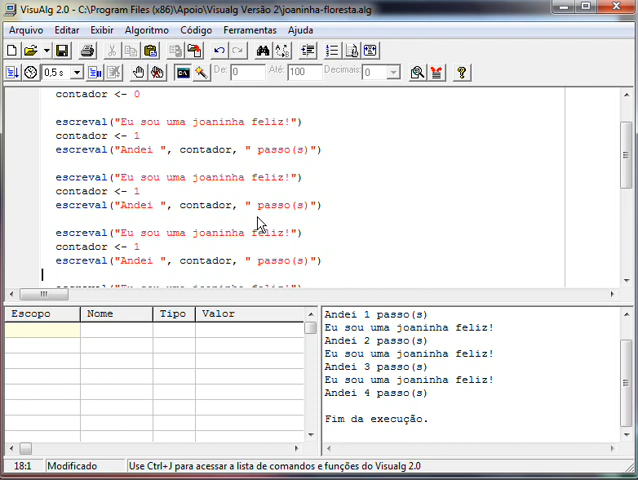 VisuAlg 2.0 - C:\Program Files (x86)\Apoio\Visualg Versão 2\joaninha-floresta.alg
Arquivo Editar Exibir Algoritmo Código Ferramentas Ajuda
0,5 s De: 0 Até: 100 Decimais: 0
contador <- 0
escreval("Eu sou uma joaninha feliz!")
contador <- 1
escreval("Andei ", contador, " passo(s)")
escreval("Eu sou uma joaninha feliz!")
contador <- 1
escreval("Andei ", contador, " passo(s)")
escreval("Eu sou uma joaninha feliz!")
contador <- 1
escreval("Andei ", contador, " passo(s)")
Escopo Nome Tipo Valor
Andei 1 passo(s)
Eu sou uma joaninha feliz!
Andei 2 passo(s)
Eu sou uma joaninha feliz!
Andei 3 passo(s)
Eu sou uma joaninha feliz!
Andei 4 passo(s)
Fim da execução.
18:1 Modificado Use Ctrl+J para acessar a lista de comandos e funções do Visualg 2.0